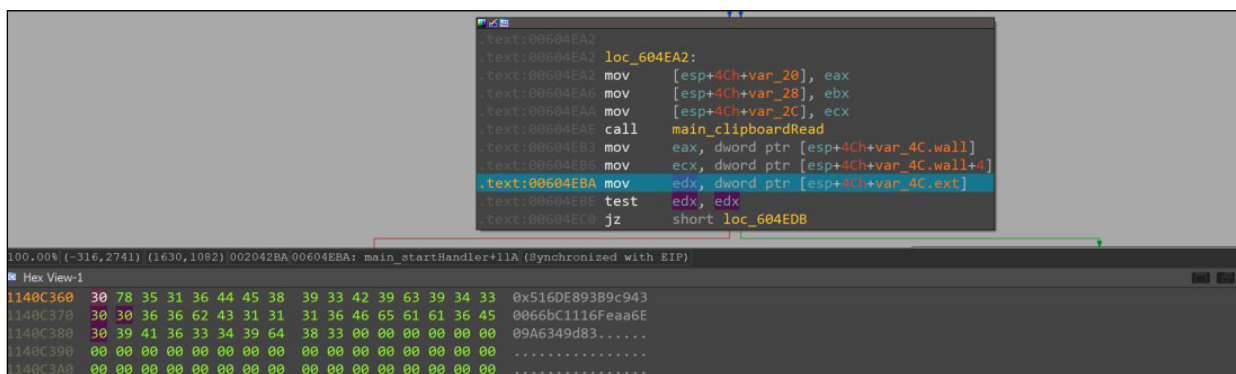 .text:00604EA2
.text:00604EA2 loc_604EA2:
.text:00604EA2 mov [esp+4Ch+var_20], eax
.text:00604EA6 mov [esp+4Ch+var_28], ebx
.text:00604EAA mov [esp+4Ch+var_2C], ecx
.text:00604EAE call main_clipboardRead
.text:00604EB3 mov eax, dword ptr [esp+4Ch+var_4C.wall]
.text:00604EB6 mov ecx, dword ptr [esp+4Ch+var_4C.wall+4]
.text:00604EBA mov edx, dword ptr [esp+4Ch+var_4C.ext]
.text:00604EBE test edx, edx
.text:00604EC0 jz short loc_604EDB
100.00% (-316,2741) (1630,1082) 002042BA 00604EBA: main_startHandler+11A (Synchronized with EIP)
Hex View-1
1140C360 30 78 35 31 36 44 45 38 39 33 42 39 63 39 34 33 0x516DE893B9c943
1140C370 30 30 36 36 62 43 31 31 31 36 46 65 61 61 36 45 0066bC1116Feaa6E
1140C380 30 39 41 36 33 34 39 64 38 33 00 00 00 00 00 00 09A6349d83......
1140C390 00 00 00 00 00 00 00 00 00 00 00 00 00 00 00 00 ................
1140C3A0 00 00 00 00 00 00 00 00 00 00 00 00 00 00 00 00 ................